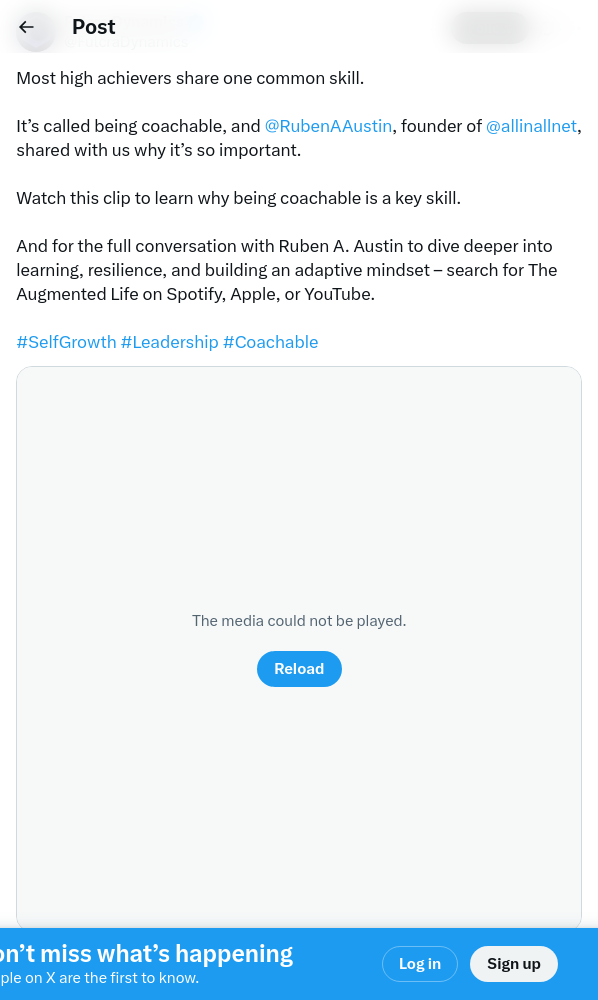 Post
Most high achievers share one common skill.
It’s called being coachable, and @RubenAAustin, founder of @allinallnet,
shared with us why it’s so important.
Watch this clip to learn why being coachable is a key skill.
And for the full conversation with Ruben A. Austin to dive deeper into
learning, resilience, and building an adaptive mindset – search for The
Augmented Life on Spotify, Apple, or YouTube.
#SelfGrowth #Leadership #Coachable
The media could not be played.
Reload
on’t miss what’s happening
ple on X are the first to know.
Log in
Sign up